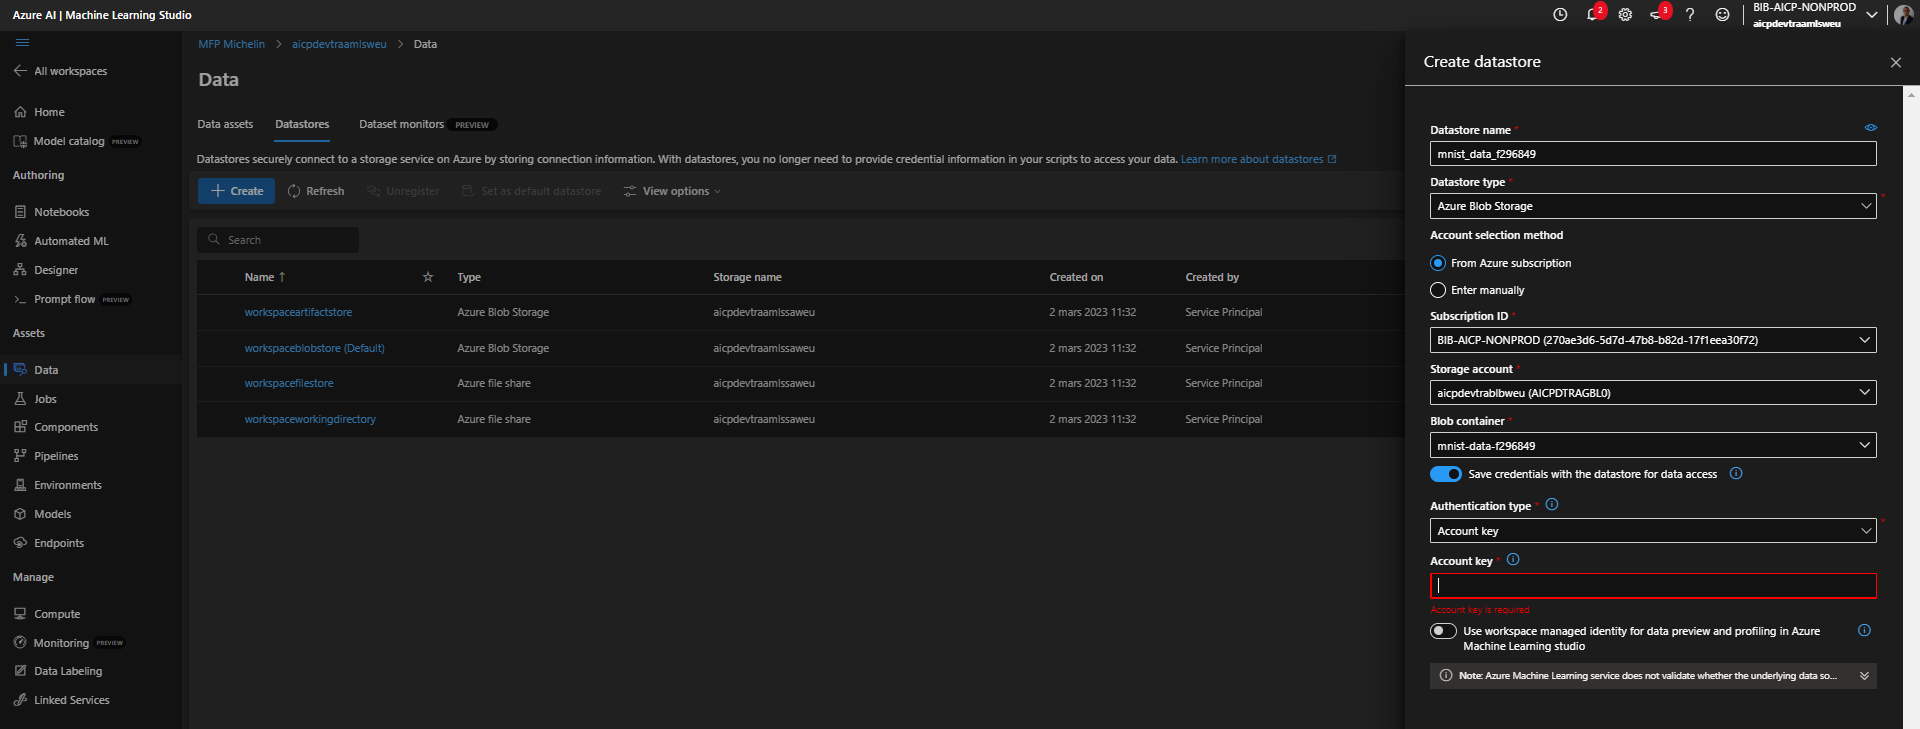 Azure AI | Machine Learning Studio
2
3
BIB-AICP-NONPROD
aicpdevtraamlsweu
All workspaces
Home
Model catalog PREVIEW
Authoring
Notebooks
Automated ML
Designer
Prompt flow PREVIEW
Assets
Data
Jobs
Components
Pipelines
Environments
Models
Endpoints
Manage
Compute
Monitoring PREVIEW
Data Labeling
Linked Services
MFP Michelin > aicpdevtraamlsweu > Data
Data
Data assets Datastores Dataset monitors PREVIEW
Datastores securely connect to a storage service on Azure by storing connection information. With datastores, you no longer need to provide credential information in your scripts to access your data. Learn more about datastores
Create Refresh Unregister Set as default datastore View options
Search
Name ↑ Type Storage name Created on Created by
workspaceartifactstore Azure Blob Storage aicpdevtraamlssaweu 2 mars 2023 11:32 Service Principal
workspaceblobstore (Default) Azure Blob Storage aicpdevtraamlssaweu 2 mars 2023 11:32 Service Principal
workspacefilestore Azure file share aicpdevtraamlssaweu 2 mars 2023 11:32 Service Principal
workspaceworkingdirectory Azure file share aicpdevtraamlssaweu 2 mars 2023 11:32 Service Principal
Create datastore
Datastore name *
mnist_data_f296849
Datastore type *
Azure Blob Storage *
Account selection method
From Azure subscription
Enter manually
Subscription ID *
BIB-AICP-NONPROD (270ae3d6-5d7d-47b8-b82d-17f1eea30f72)
Storage account *
aicpdevtrablbweu (AICPDTRAGBL0)
Blob container *
mnist-data-f296849
Save credentials with the datastore for data access
Authentication type *
Account key *
Account key *
Account key is required
Use workspace managed identity for data preview and profiling in Azure
Machine Learning studio
Note: Azure Machine Learning service does not validate whether the underlying data so...